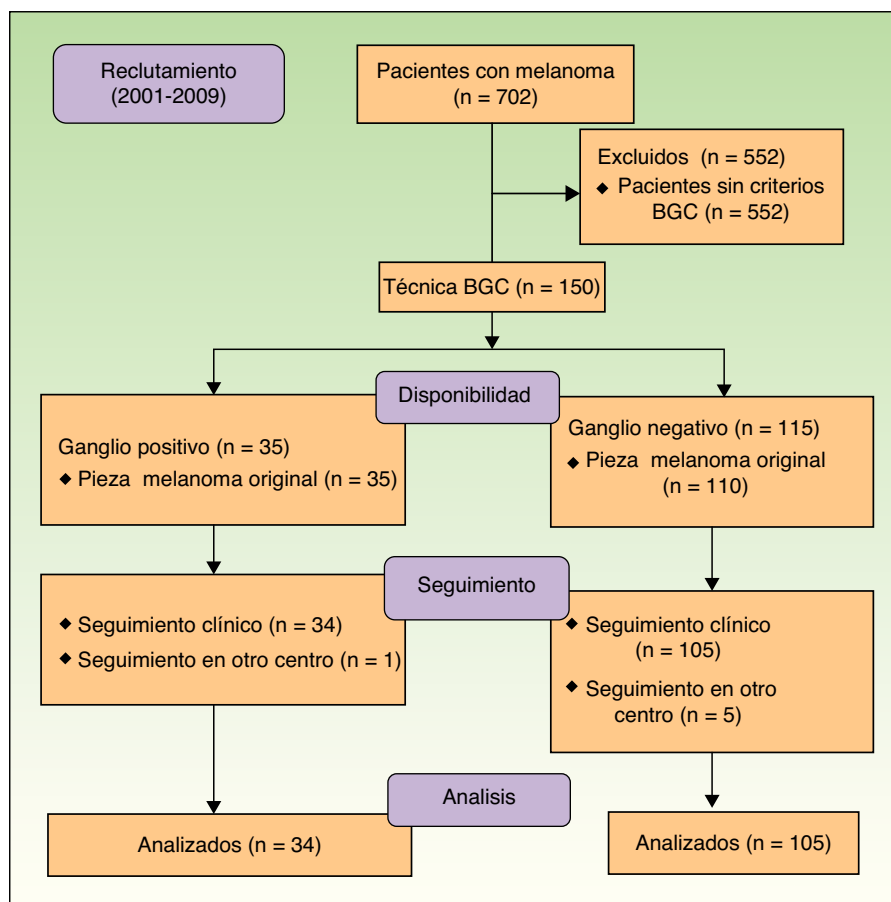 Reclutamiento
(2001-2009)
Pacientes con melanoma
(n = 702)
Excluidos (n = 552)
◆ Pacientes sin criterios
BGC (n = 552)
Técnica BGC (n = 150)
Disponibilidad
Ganglio positivo (n = 35)
◆ Pieza melanoma original (n = 35)
Ganglio negativo (n = 115)
◆ Pieza melanoma original
(n = 110)
Seguimiento
◆ Seguimiento clínico (n = 34)
◆ Seguimiento en otro centro (n = 1)
◆ Seguimiento clínico
(n = 105)
◆ Seguimiento en otro
centro (n = 5)
Analisis
Analizados (n = 34)
Analizados (n = 105)